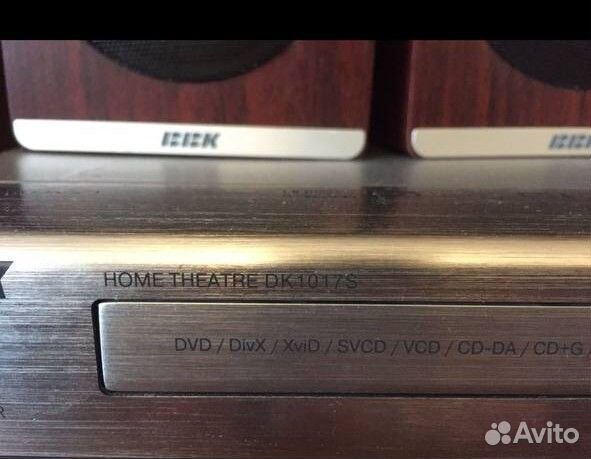 BBK
BBK
HOME THEATRE DK1017S
DVD / DivX / XviD / SVCD / VCD / CD-DA / CD+G /
Avito